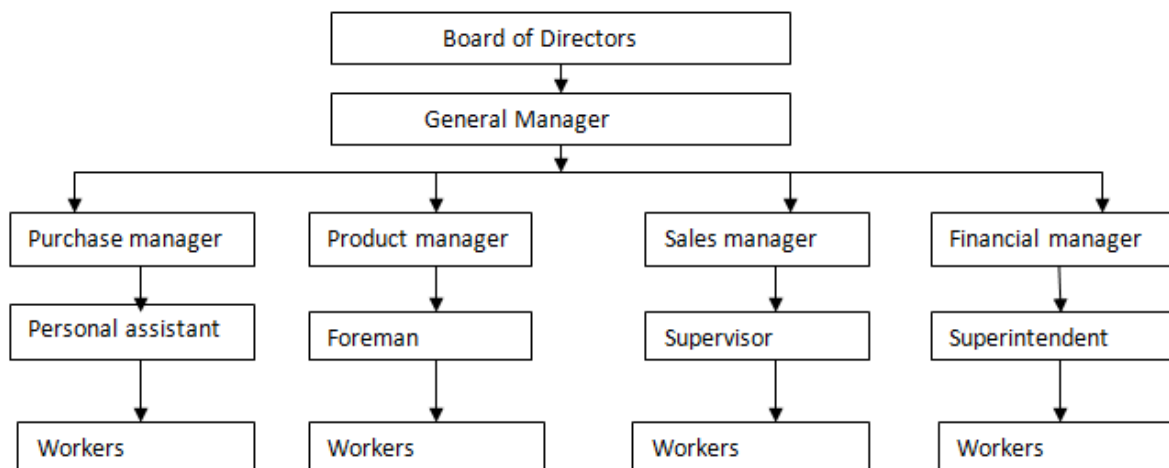 Board of Directors
General Manager
Purchase manager
Product manager
Sales manager
Financial manager
Personal assistant
Foreman
Supervisor
Superintendent
Workers
Workers
Workers
Workers